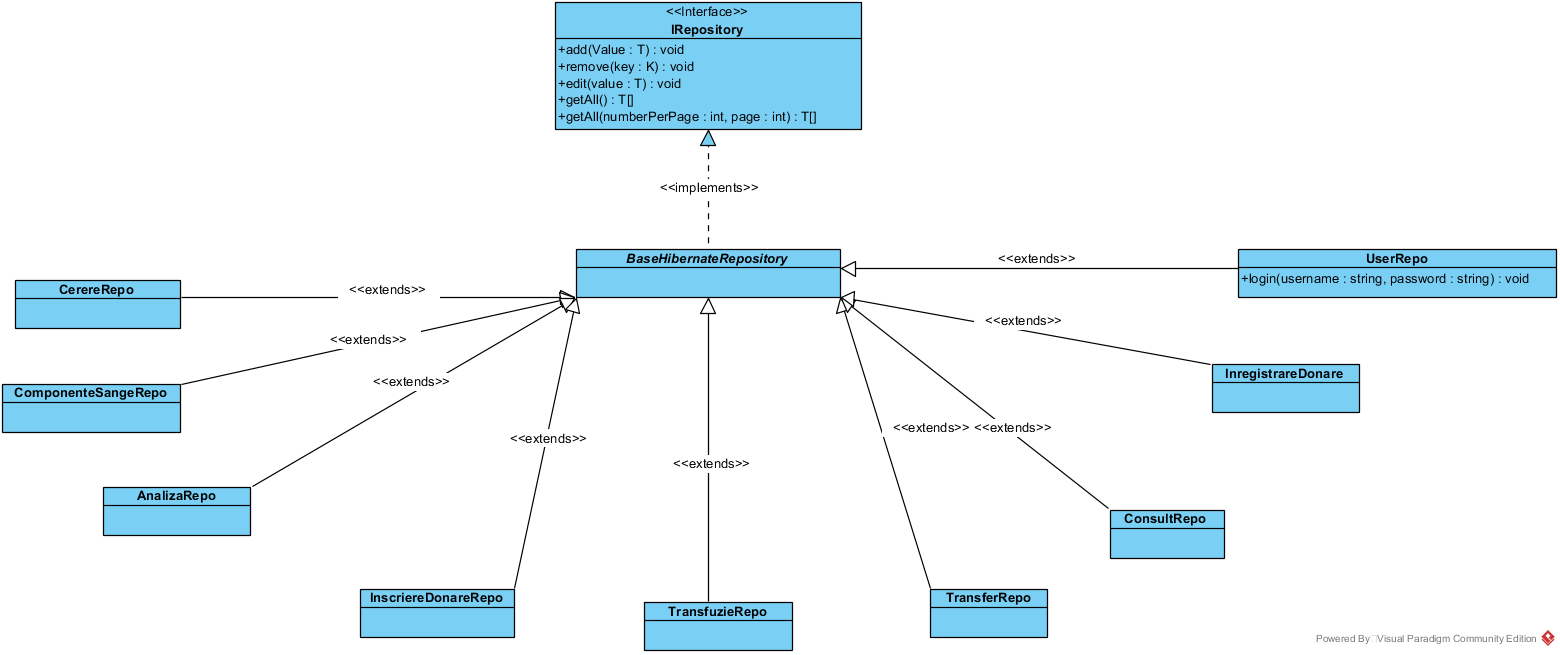 <<Interface>>
IRepository
+add(Value : T) : void
+remove(key : K) : void
+edit(value : T) : void
+getAll() : T[]
+getAll(numberPerPage : int, page : int) : T[]
<<implements>>
BaseHibernateRepository
<<extends>>
UserRepo
+login(username : string, password : string) : void
CerereRepo
<<extends>>
<<extends>>
<<extends>>
InregistrareDonare
ComponenteSangeRepo
<<extends>>
<<extends>>
<<extends>>
<<extends>>
<<extends>>
AnalizaRepo
ConsultRepo
InscriereDonareRepo
TransfuzieRepo
TransferRepo
Powered By Visual Paradigm Community Edition